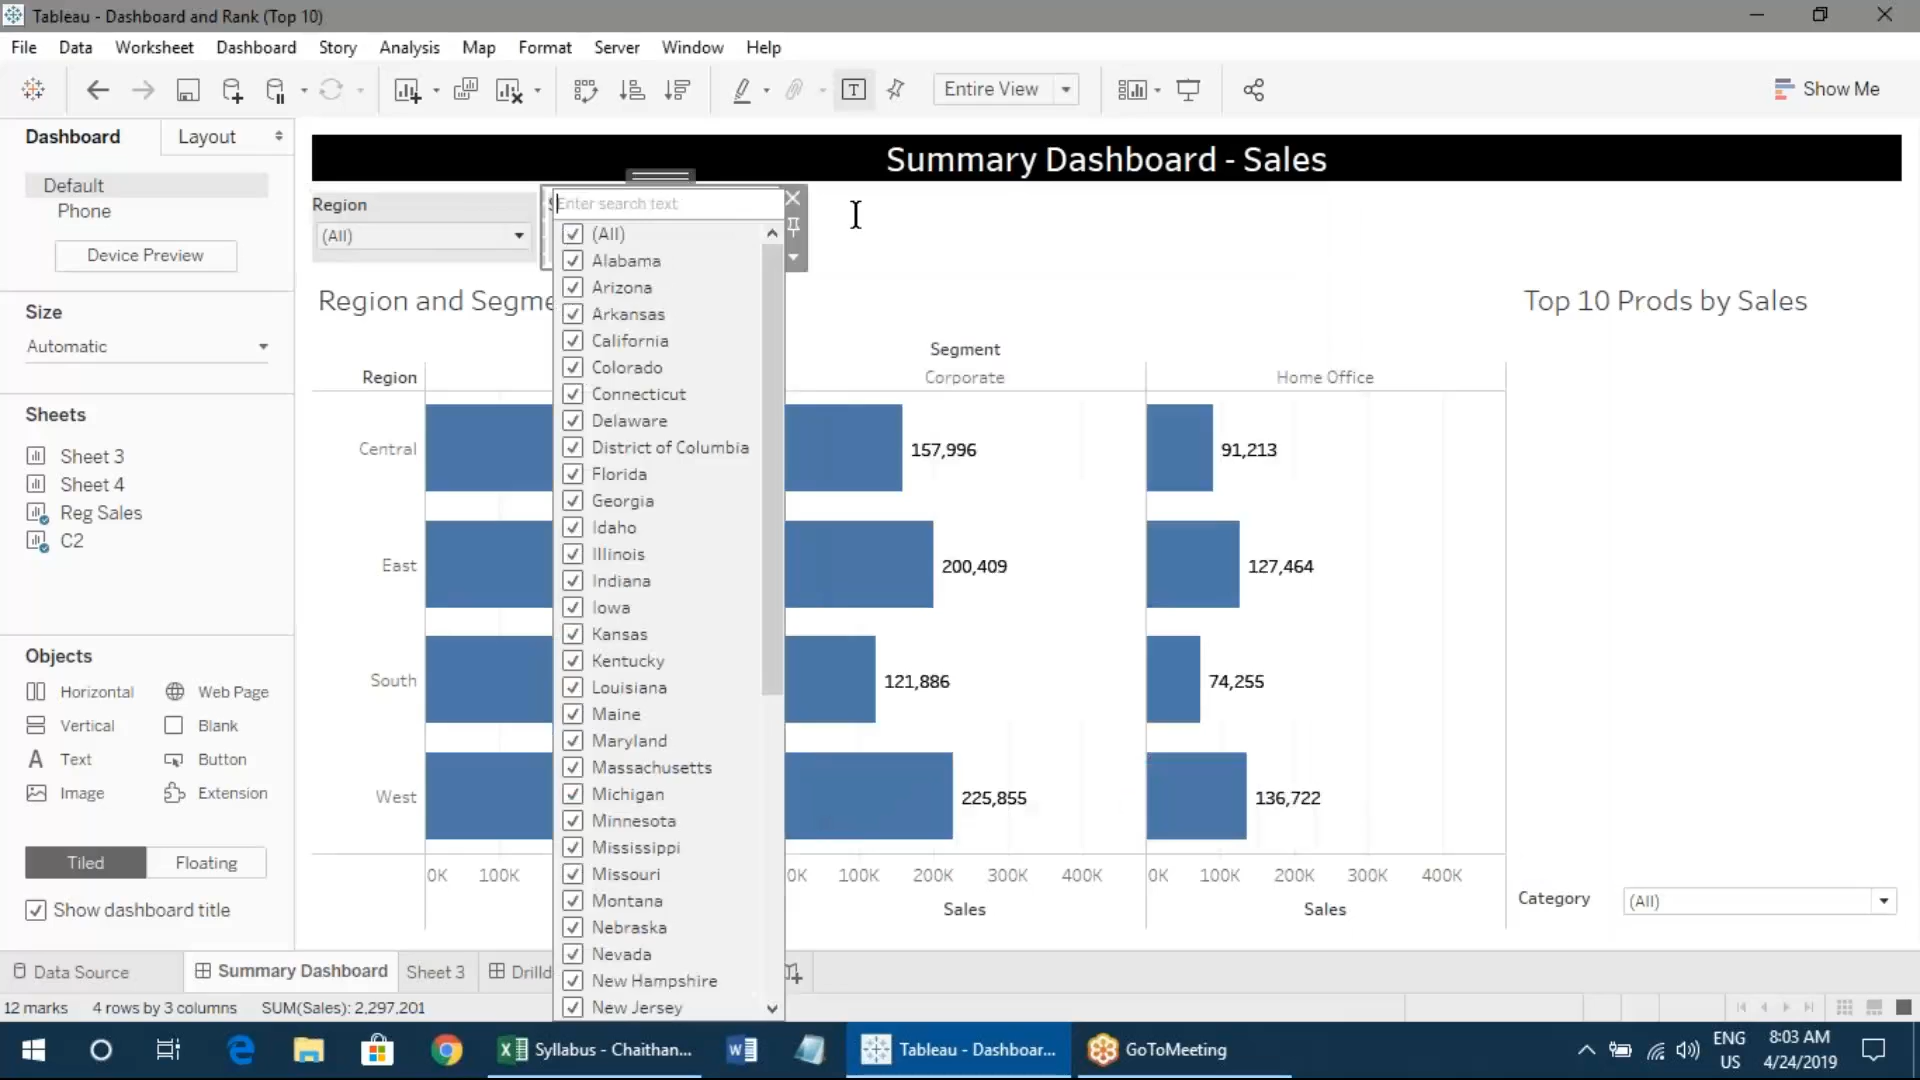 Tableau - Dashboard and Rank (Top 10)
File Data Worksheet Dashboard Story Analysis Map Format Server Window Help
Entire View
Show Me
Dashboard Layout
Default
Phone
Device Preview
Size
Automatic
Sheets
Sheet 3
Sheet 4
Reg Sales
C2
Objects
Horizontal Web Page
Vertical Blank
Text Button
Image Extension
Tiled Floating
Show dashboard title
Summary Dashboard - Sales
Region
(All)
Enter search text
(All)
Alabama
Arizona
Arkansas
California
Colorado
Connecticut
Delaware
District of Columbia
Florida
Georgia
Idaho
Illinois
Indiana
Iowa
Kansas
Kentucky
Louisiana
Maine
Maryland
Massachusetts
Michigan
Minnesota
Mississippi
Missouri
Montana
Nebraska
Nevada
New Hampshire
New Jersey
Region and Segme
Top 10 Prods by Sales
Segment
Region Corporate Home Office
Central 157,996 91,213
East 200,409 127,464
South 121,886 74,255
West 225,855 136,722
0K 100K 0K 100K 200K 300K 400K 0K 100K 200K 300K 400K
Sales Sales
Category (All)
Data Source Summary Dashboard Sheet 3 Drilld
12 marks 4 rows by 3 columns SUM(Sales): 2,297,201
Syllabus - Chaithan... Tableau - Dashboar... GoToMeeting
ENG
US
8:03 AM
4/24/2019